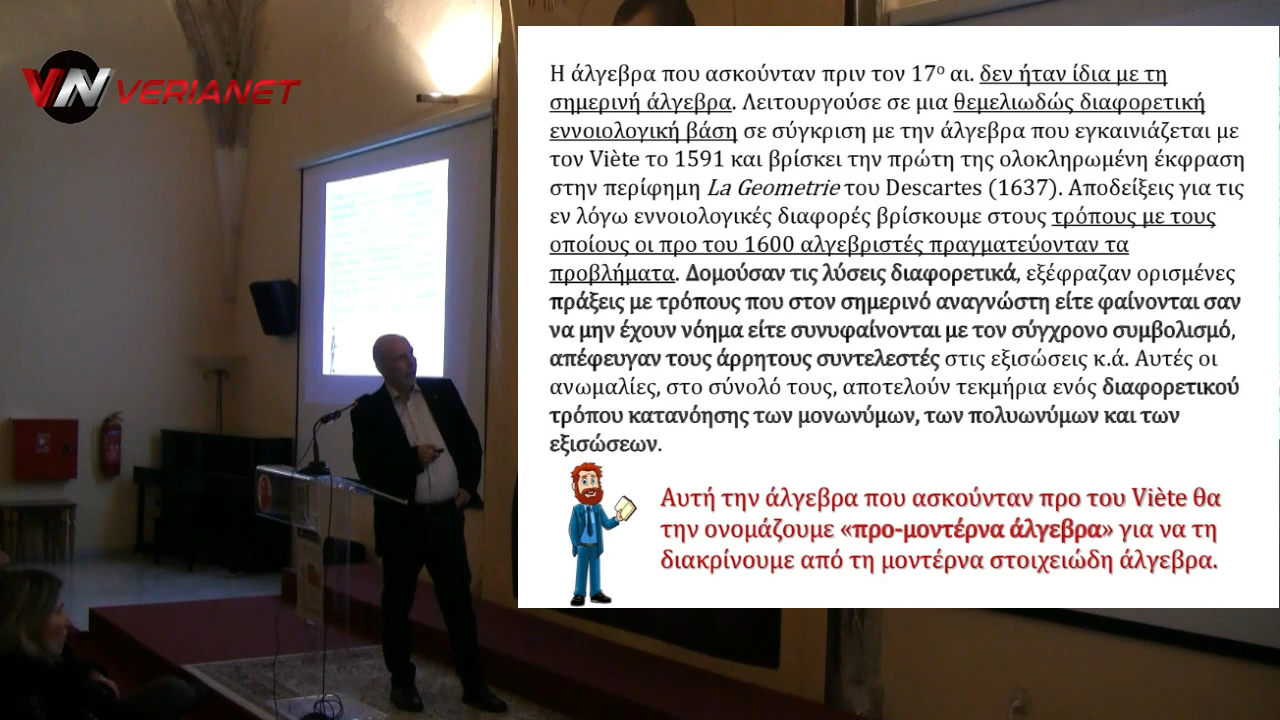 VN VERIANET
Η άλγεβρα που ασκούνταν πριν τον 17ο αι. δεν ήταν ίδια με τη
σημερινή άλγεβρα. Λειτουργούσε σε μια θεμελιωδώς διαφορετική
εννοιολογική βάση σε σύγκριση με την άλγεβρα που εγκαινιάζεται με
τον Viète το 1591 και βρίσκει την πρώτη της ολοκληρωμένη έκφραση
στην περίφημη La Geometrie του Descartes (1637). Αποδείξεις για τις
εν λόγω εννοιολογικές διαφορές βρίσκουμε στους τρόπους με τους
οποίους οι προ του 1600 αλγεβριστές πραγματεύονταν τα
προβλήματα. Δομούσαν τις λύσεις διαφορετικά, εξέφραζαν ορισμένες
πράξεις με τρόπους που στον σημερινό αναγνώστη είτε φαίνονται σαν
να μην έχουν νόημα είτε συνυφαίνονται με τον σύγχρονο συμβολισμό,
απέφευγαν τους άρρητους συντελεστές στις εξισώσεις κ.ά. Αυτές οι
ανωμαλίες, στο σύνολό τους, αποτελούν τεκμήρια ενός διαφορετικού
τρόπου κατανόησης των μονωνύμων, των πολυωνύμων και των
εξισώσεων.
Αυτή την άλγεβρα που ασκούνταν προ του Viète θα
την ονομάζουμε «προ-μοντέρνα άλγεβρα» για να τη
διακρίνουμε από τη μοντέρνα στοιχειώδη άλγεβρα.